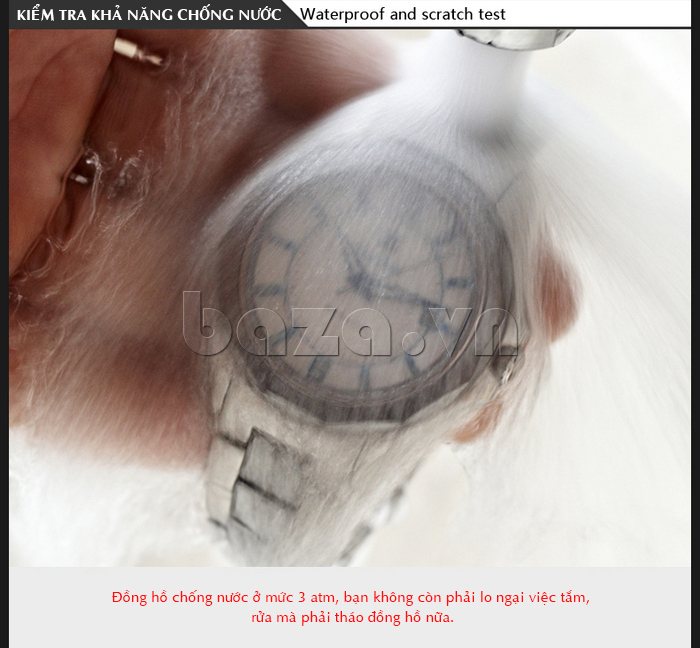 KIỂM TRA KHẢ NĂNG CHỐNG NƯỚC Waterproof and scratch test
baza.vn
Đồng hồ chống nước ở mức 3 atm, bạn không còn phải lo ngại việc tắm,
rửa mà phải tháo đồng hồ nữa.